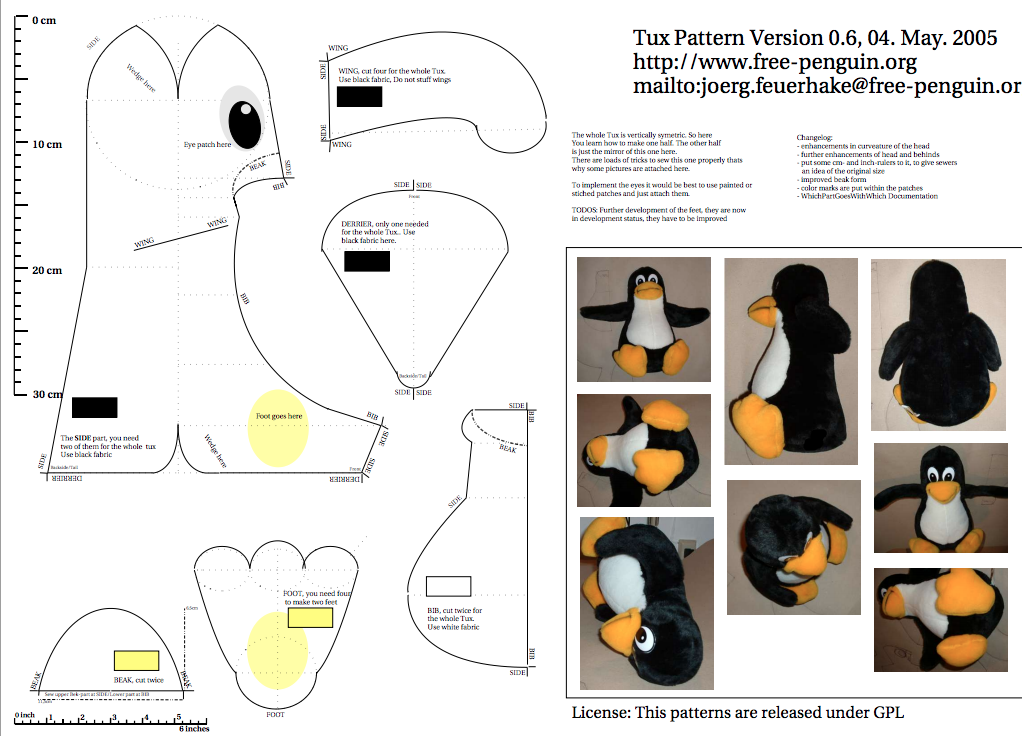 0 cm
10 cm
20 cm
30 cm
SIDE
Wedge here
Eye patch here
BEAK
SIDE
BIB
WING
WING
BIB
Foot goes here
BIB
SIDE
SIDE
The SIDE part, you need
two of them for the whole tux
Use black fabric
Wedge here
SIDE
Backside/Tail
DERRIER
Front
DERRIER
WING
SIDE
WING, cut four for the whole Tux.
Use black fabric, Do not stuff wings
SIDE
WING
SIDE SIDE
Front
DERRIER, only one needed
for the whole Tux.. Use
black fabric here.
Backside/Tail
SIDE SIDE
SIDE
BIB
BEAK
SIDE
BIB, cut twice for
the whole Tux.
Use white fabric
BIB
SIDE
FOOT, you need four
to make two feet
FOOT
6.5cm
BEAK, cut twice
BEAK
BEAK
Sew upper Bek-part at SIDE/Lower part at BIB
11.5cm
0 inch
1
2
3
4
5
6 inches
Tux Pattern Version 0.6, 04. May. 2005
http://www.free-penguin.org
mailto:joerg.feuerhake@free-penguin.or
The whole Tux is vertically symetric. So here
You learn how to make one half. The other half
is just the mirror of this one here.
There are loads of tricks to sew this one properly thats
why some pictures are attached here.
To implement the eyes it would be best to use painted or
stiched patches and just attach them.
TODOS: Further development of the feet, they are now
in development status, they have to be improved
Changelog:
- enhancements in curveature of the head
- further enhancements of head and behinds
- put some cm- and inch-rulers to it, to give sewers
an idea of the original size
- improved beak form
- color marks are put within the patches
- WhichPartGoesWithWhich Documentation
License: This patterns are released under GPL